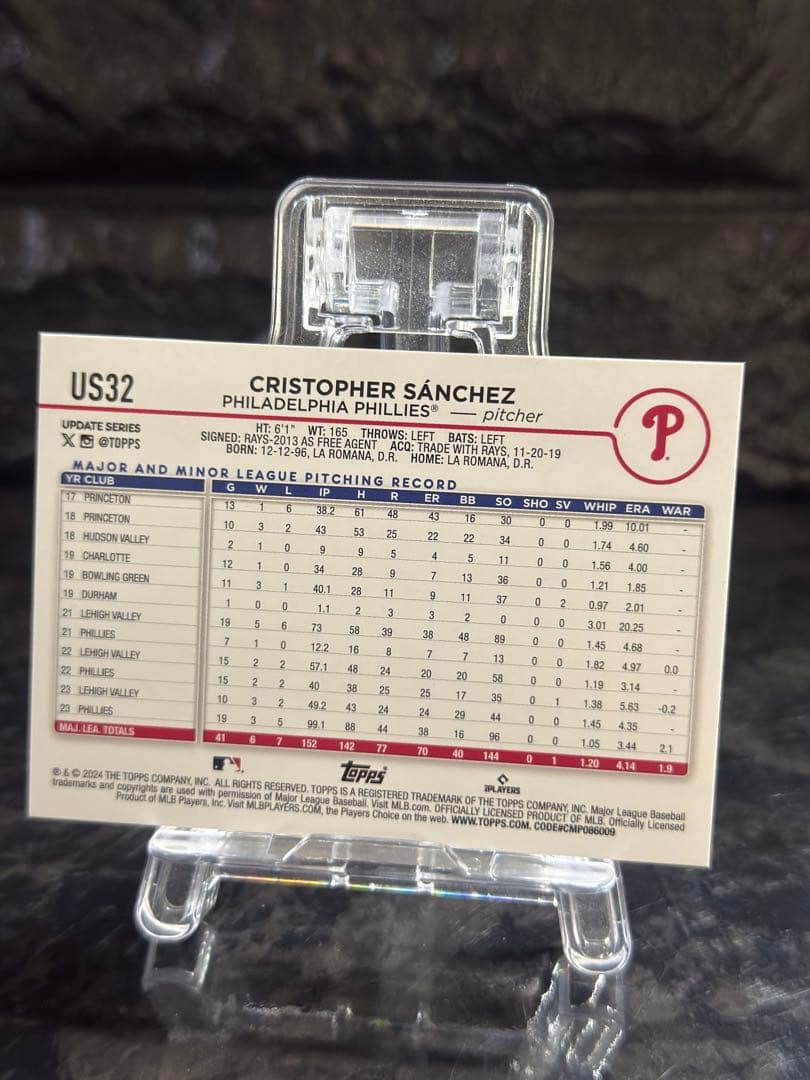 US32
CRISTOPHER SÁNCHEZ
PHILADELPHIA PHILLIES® — pitcher
P
UPDATE SERIES
X @TOPPS
HT: 6'1" WT: 165 THROWS: LEFT BATS: LEFT
SIGNED: RAYS-2013 AS FREE AGENT ACQ: TRADE WITH RAYS, 11-20-19
BORN: 12-12-96, LA ROMANA, D.R. HOME: LA ROMANA, D.R.
MAJOR AND MINOR LEAGUE PITCHING RECORD
YR CLUB G W L IP H R ER BB SO SHO SV WHIP ERA WAR
17 PRINCETON 13 1 6 38.2 61 48 43 16 30 0 0 1.99 10.01 -
18 PRINCETON 10 3 2 43 53 25 22 22 34 0 0 1.74 4.60 -
18 HUDSON VALLEY 2 1 0 9 9 5 4 5 11 0 0 1.56 4.00 -
19 CHARLOTTE 12 1 0 34 28 9 7 13 36 0 0 1.21 1.85 -
19 BOWLING GREEN 11 3 1 40.1 28 11 9 11 37 0 2 0.97 2.01 -
19 DURHAM 1 0 0 1.1 2 3 3 2 0 0 0 3.01 20.25 -
21 LEHIGH VALLEY 19 5 6 73 58 39 38 48 89 0 0 1.45 4.68 -
21 PHILLIES 7 1 0 12.2 16 8 7 7 13 0 0 1.82 4.97 0.0
22 LEHIGH VALLEY 15 2 2 57.1 48 24 20 20 58 0 0 1.19 3.14 -
22 PHILLIES 15 2 2 40 38 25 25 17 35 0 1 1.38 5.63 -0.2
23 LEHIGH VALLEY 10 3 2 49.2 43 24 24 29 44 0 0 1.45 4.35 -
23 PHILLIES 19 3 5 99.1 88 44 38 16 96 0 0 1.05 3.44 2.1
MAJ. LEA. TOTALS 41 6 7 152 142 77 70 40 144 0 1 1.20 4.14 1.9
Topps
PLAYERS
® & © 2024 THE TOPPS COMPANY, INC. ALL RIGHTS RESERVED. TOPPS IS A REGISTERED TRADEMARK OF THE TOPPS COMPANY, INC. Major League Baseball
trademarks and copyrights are used with permission of Major League Baseball. Visit MLB.com. OFFICIALLY LICENSED PRODUCT OF MLB. Officially Licensed
Product of MLB Players, Inc. Visit MLBPLAYERS.COM, the Players Choice on the web. WWW.TOPPS.COM. CODE#CMP086009